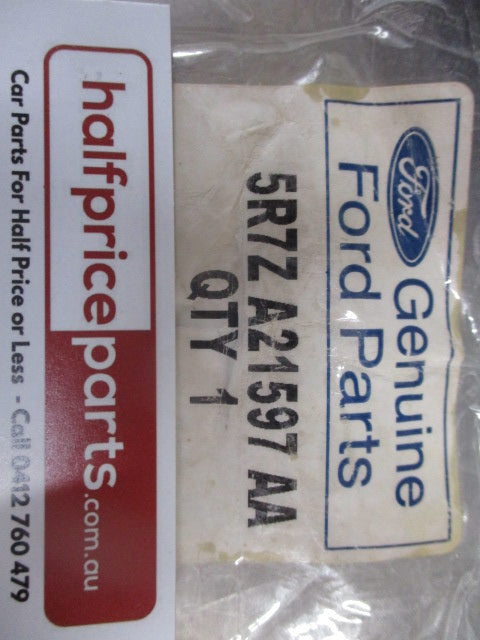 Ford
Genuine
Ford Parts
5R7Z A21597 AA
QTY 1
halfpriceparts.com.au
Car Parts For Half Price or Less - Call 0412 760 479